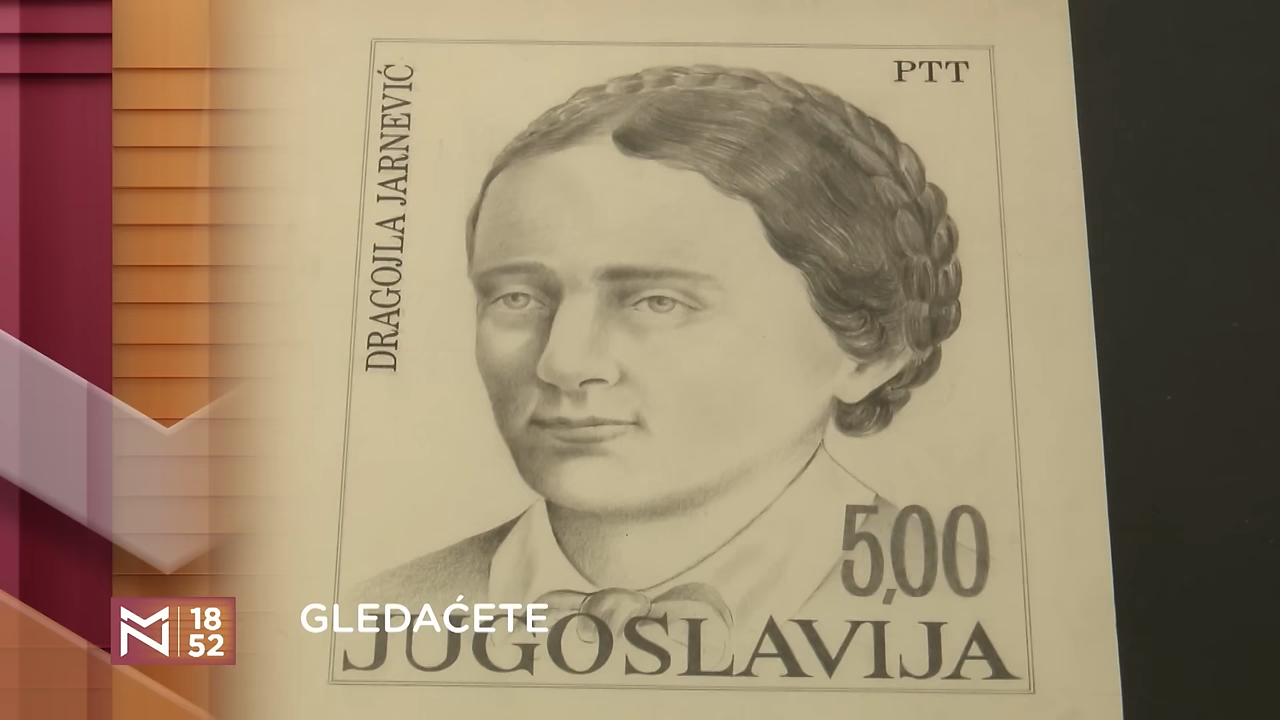 PTT
DRAGOJLA JARNEVIĆ
5,00
JUGOSLAVIJA
GLEDAĆETE
18
52